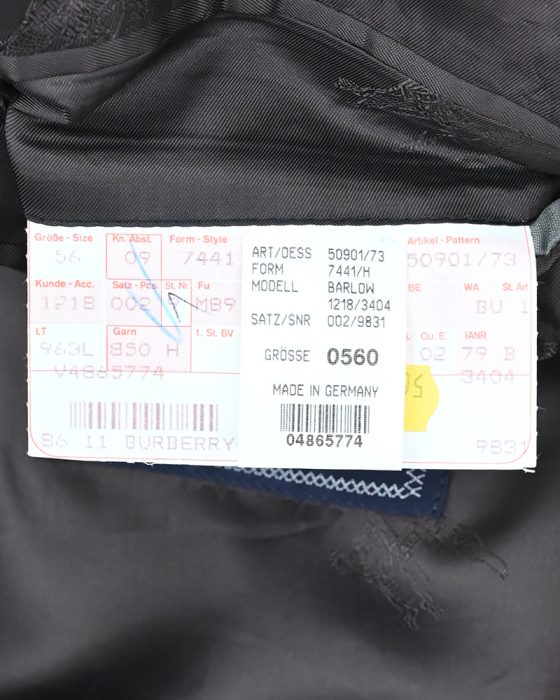 Größe - Size Kn. Abst. Form - Style
56 09 7441
Kunde - Acc. Satz - Pcs St. Nr. Fu
121B 002 M89
LT Garn 1. St. BV
963L 850 H
V4865774
B6 11 BURBERRY
ART/DESS 50901/73
FORM 7441/H
MODELL BARLOW
1218/3404
SATZ/SNR 002/9831
GRÖSSE 0560
MADE IN GERMANY
04865774
Artikel - Pattern
50901/73
BE WA St. Art
BU 1
Qu. E. IANR
02 79 B
3404
58
9831